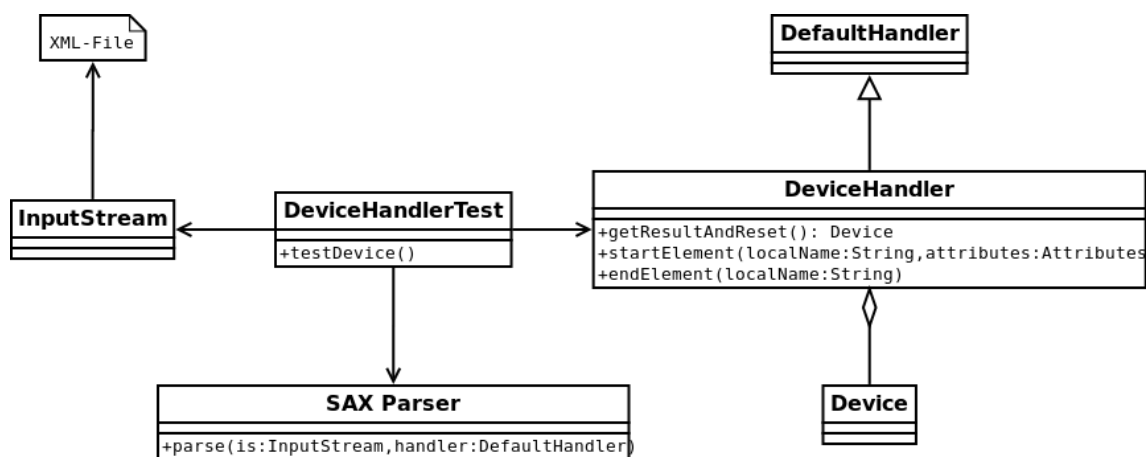 XML-File
DefaultHandler
InputStream
DeviceHandlerTest
+testDevice()
DeviceHandler
+getResultAndReset(): Device
+startElement(localName:String,attributes:Attributes
+endElement(localName:String)
SAX Parser
+parse(is:InputStream,handler:DefaultHandler)
Device